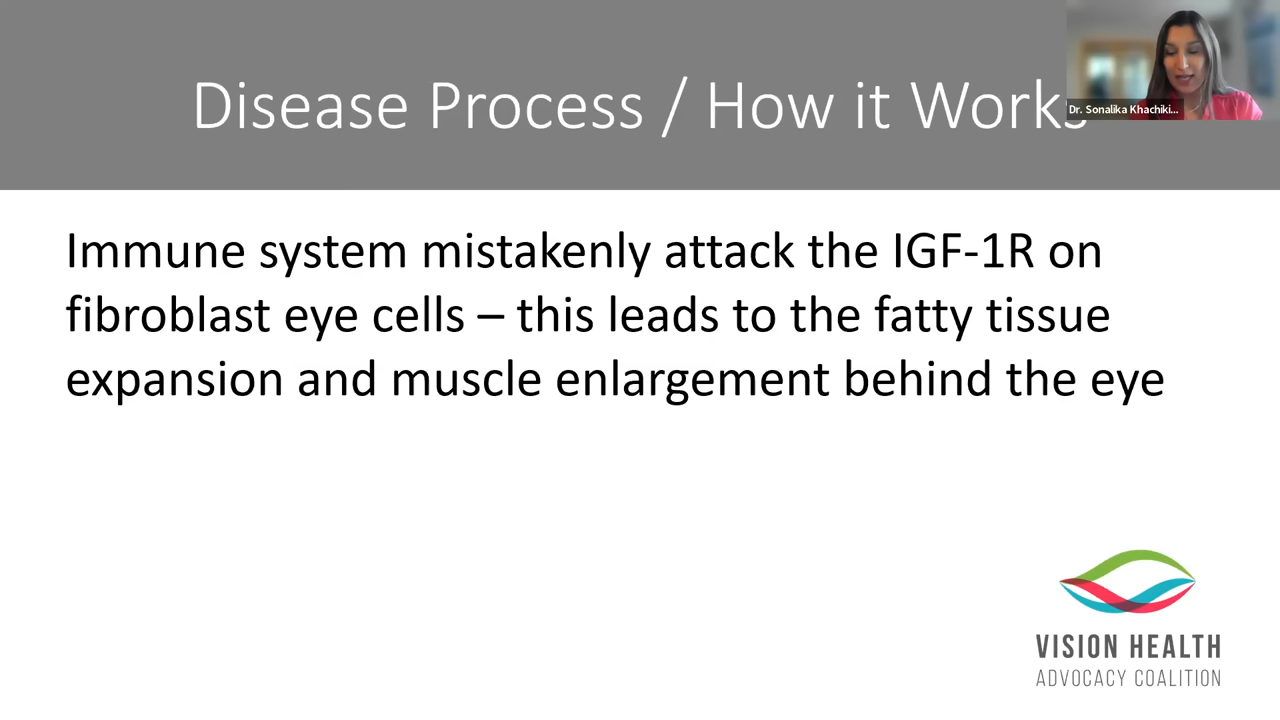 Disease Process / How it Works
Dr. Sonalika Khachiki...
Immune system mistakenly attack the IGF-1R on
fibroblast eye cells – this leads to the fatty tissue
expansion and muscle enlargement behind the eye
VISION HEALTH
ADVOCACY COALITION